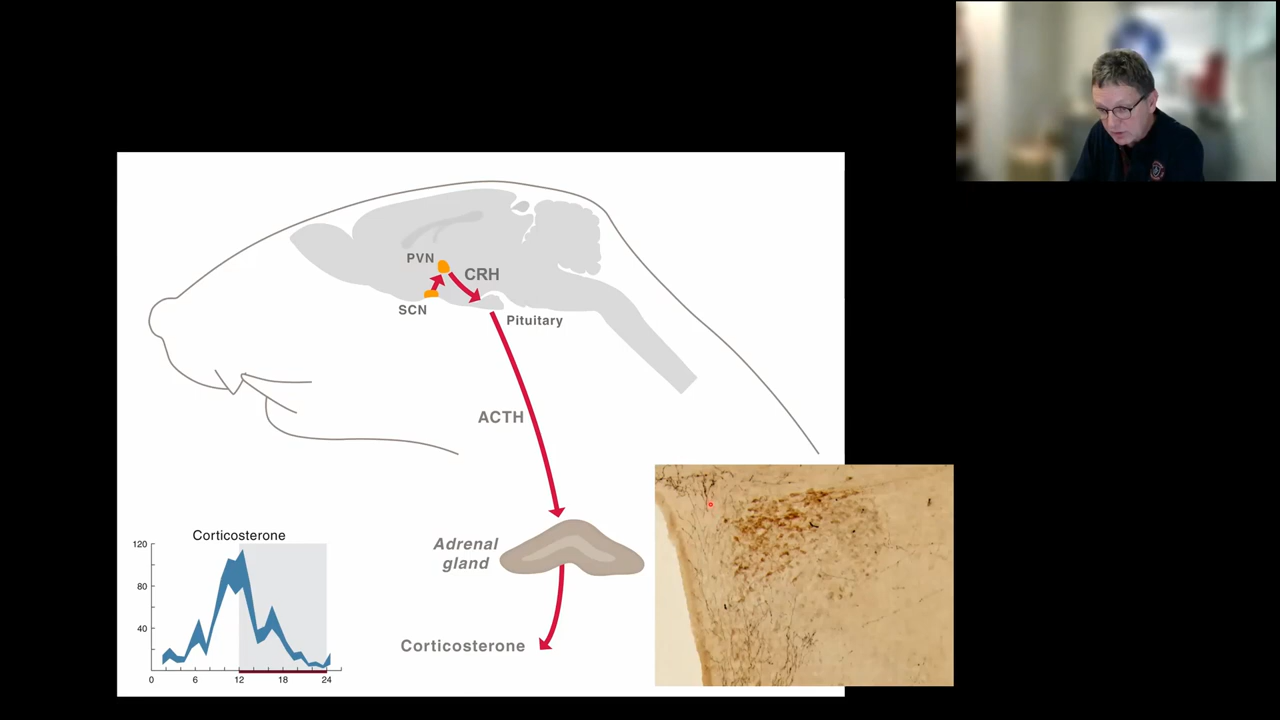 PVN
CRH
SCN
Pituitary
ACTH
Adrenal
gland
Corticosterone
Corticosterone
120
80
40
0
6
12
18
24